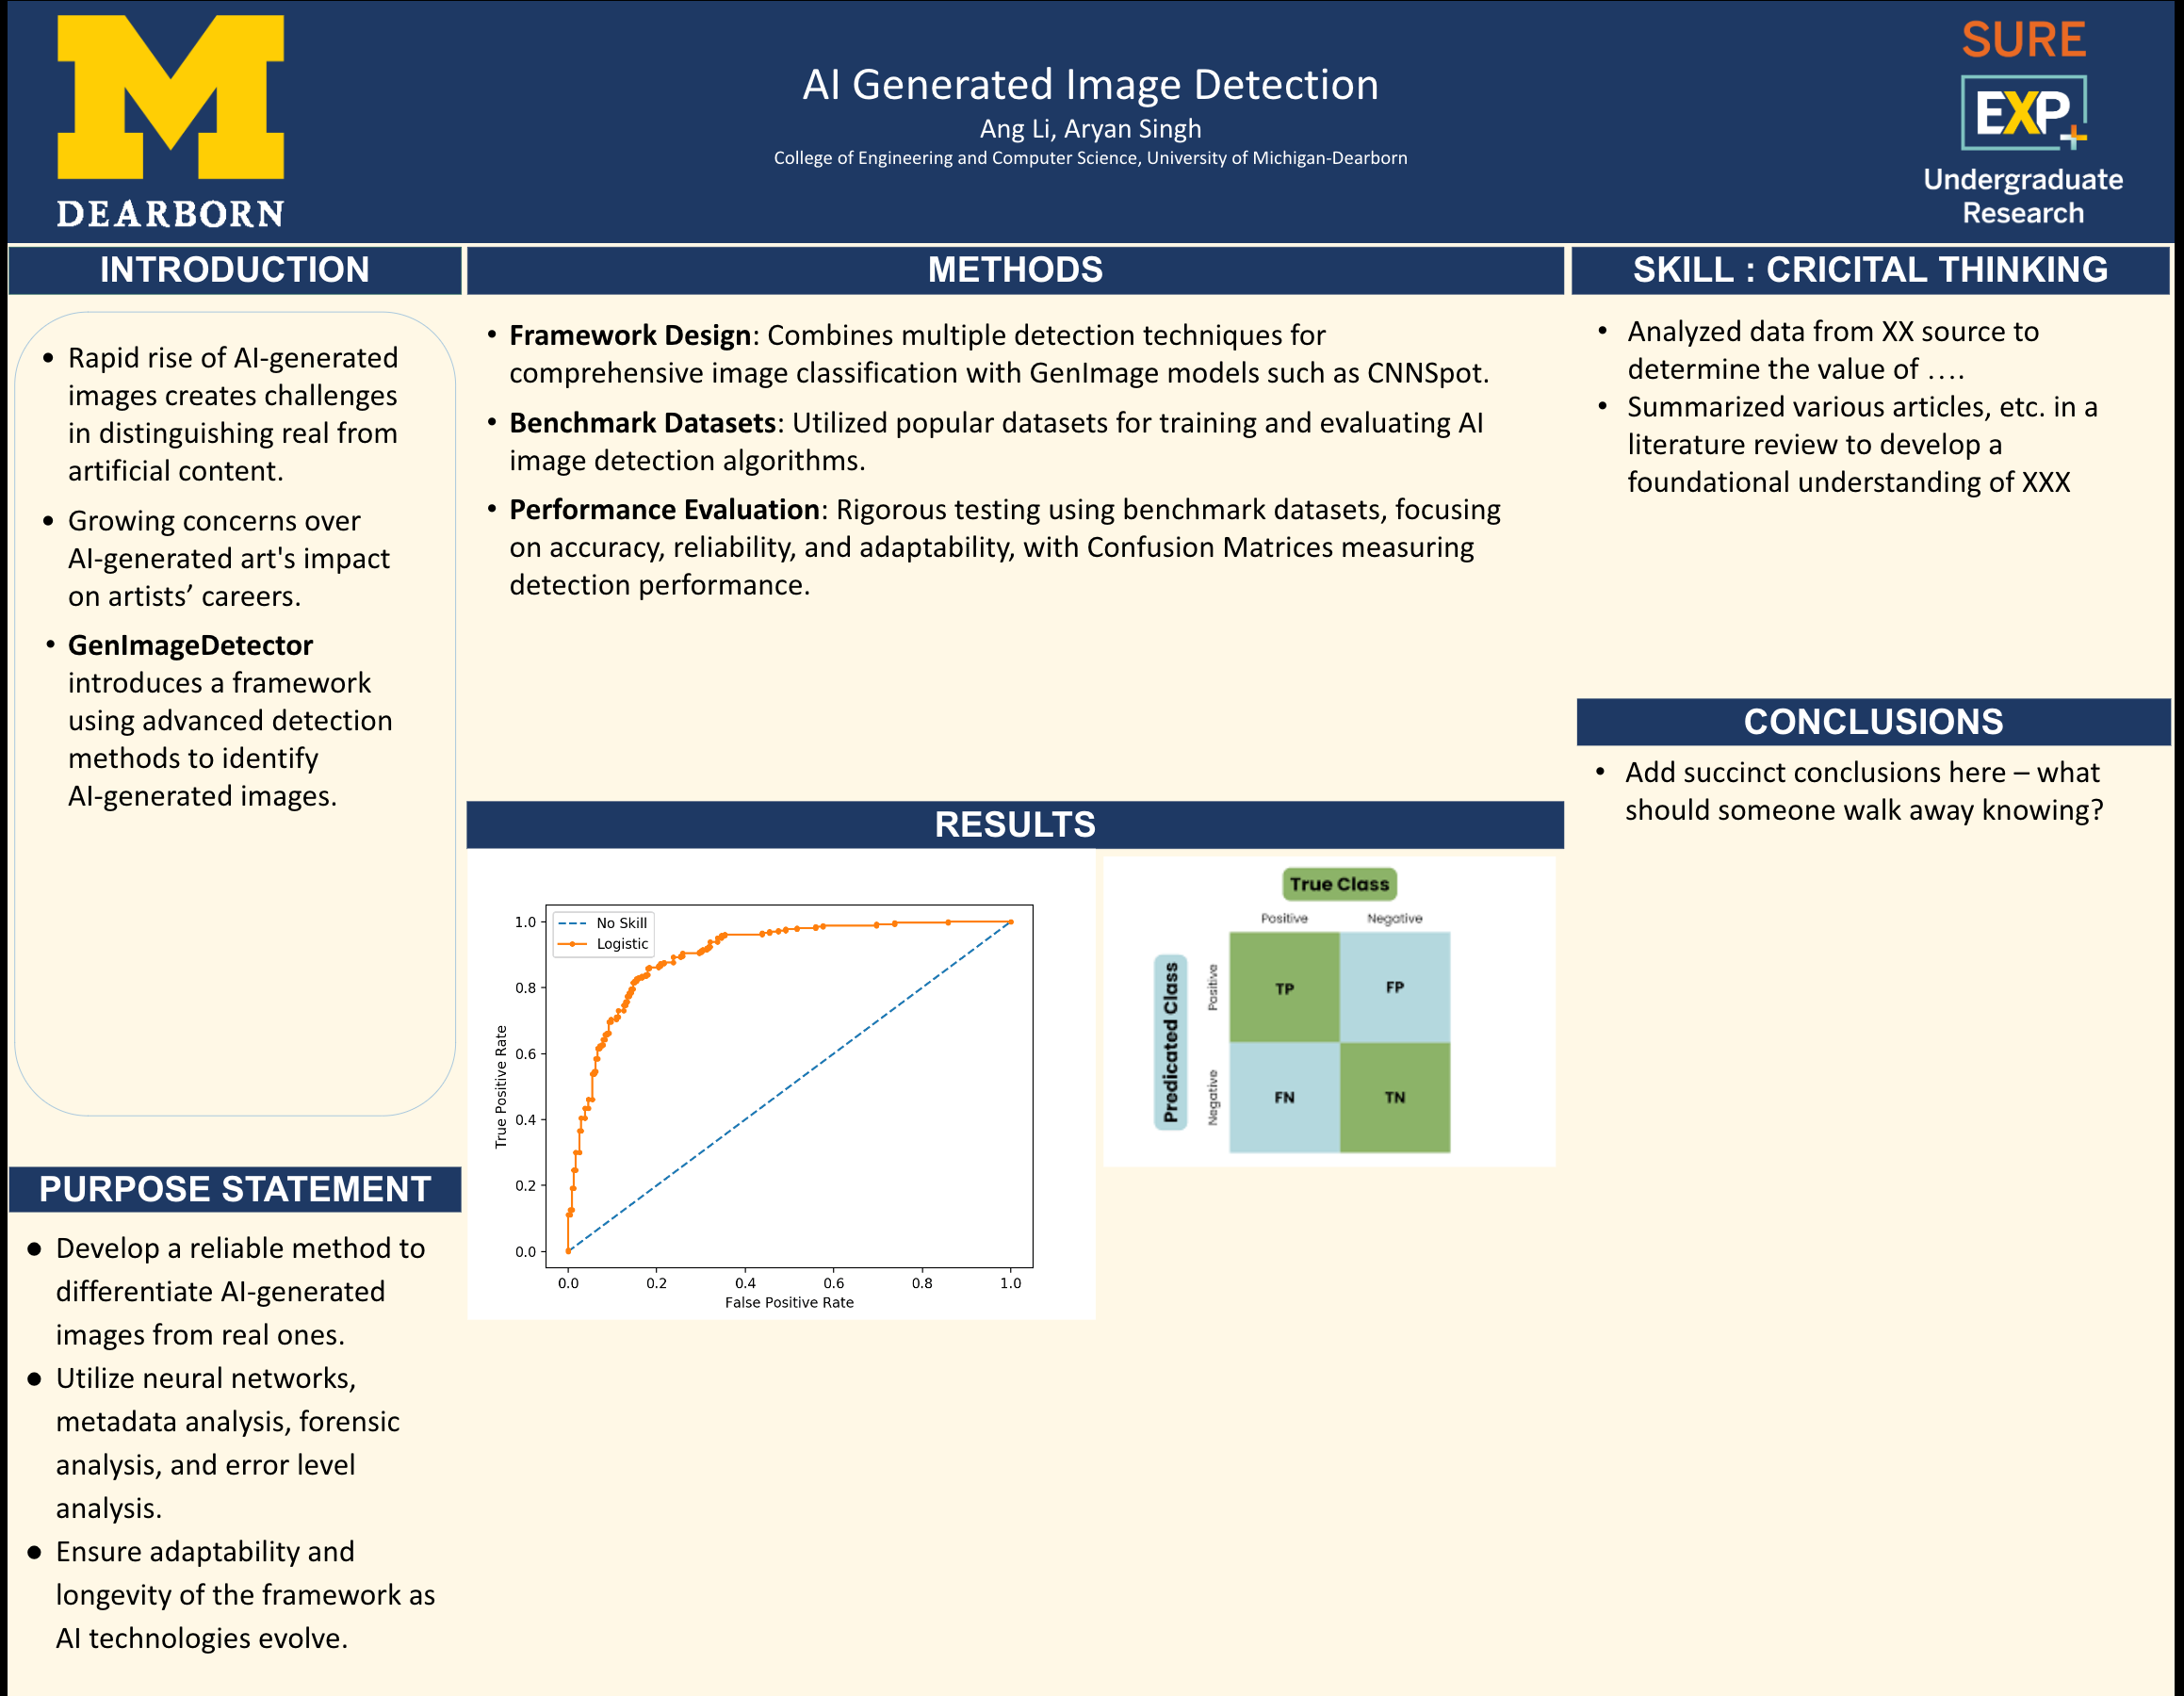 M
DEARBORN
AI Generated Image Detection
Ang Li, Aryan Singh
College of Engineering and Computer Science, University of Michigan-Dearborn
SURE
EXP+
Undergraduate
Research
INTRODUCTION
• Rapid rise of AI-generated
images creates challenges
in distinguishing real from
artificial content.
• Growing concerns over
AI-generated art's impact
on artists’ careers.
• GenImageDetector
introduces a framework
using advanced detection
methods to identify
AI-generated images.
PURPOSE STATEMENT
● Develop a reliable method to
differentiate AI-generated
images from real ones.
● Utilize neural networks,
metadata analysis, forensic
analysis, and error level
analysis.
● Ensure adaptability and
longevity of the framework as
AI technologies evolve.
METHODS
• Framework Design: Combines multiple detection techniques for
comprehensive image classification with GenImage models such as CNNSpot.
• Benchmark Datasets: Utilized popular datasets for training and evaluating AI
image detection algorithms.
• Performance Evaluation: Rigorous testing using benchmark datasets, focusing
on accuracy, reliability, and adaptability, with Confusion Matrices measuring
detection performance.
RESULTS
No Skill
Logistic
True Positive Rate
1.0
0.8
0.6
0.4
0.2
0.0
0.0 0.2 0.4 0.6 0.8 1.0
False Positive Rate
True Class
Positive Negative
Predicated Class
Positive
TP FP
Negative
FN TN
SKILL : CRICITAL THINKING
• Analyzed data from XX source to
determine the value of ….
• Summarized various articles, etc. in a
literature review to develop a
foundational understanding of XXX
CONCLUSIONS
• Add succinct conclusions here – what
should someone walk away knowing?